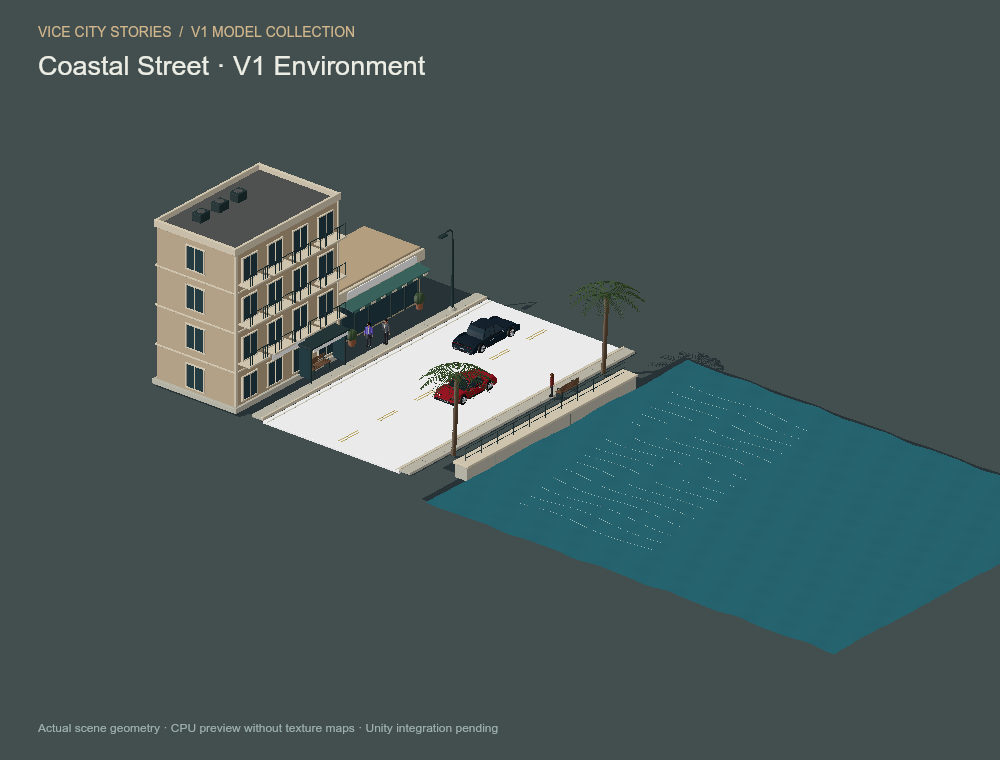 VICE CITY STORIES / V1 MODEL COLLECTION
Coastal Street · V1 Environment
Actual scene geometry · CPU preview without texture maps · Unity integration pending